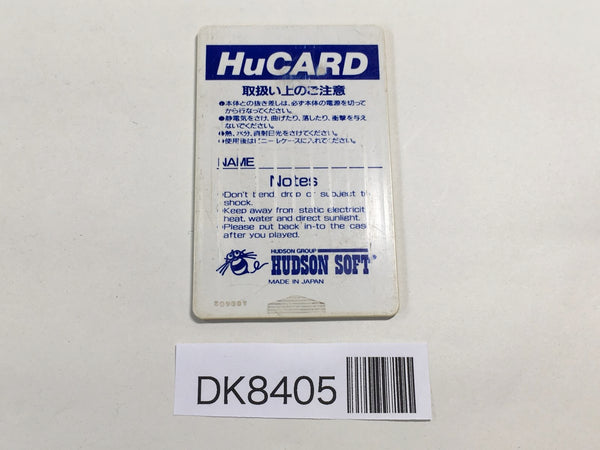 HuCARD
取扱い上のご注意
●本体との抜き差しは、必ず本体の電源を切って
から行なってください。
●静電気をさけ、曲げたり、落したり、衝撃を与え
ないでください。
●熱、水分、直射日光をさけてください。
●使用後はビニールケースに入れてください。
NAME
Notes
Don't bend, drop or subject t
shock.
Keep away from static electricit
heat, water and direct sunlight.
Please put back in-to the cas
after you played.
HUDSON GROUP
HUDSON SOFT®
MADE IN JAPAN
DK8405